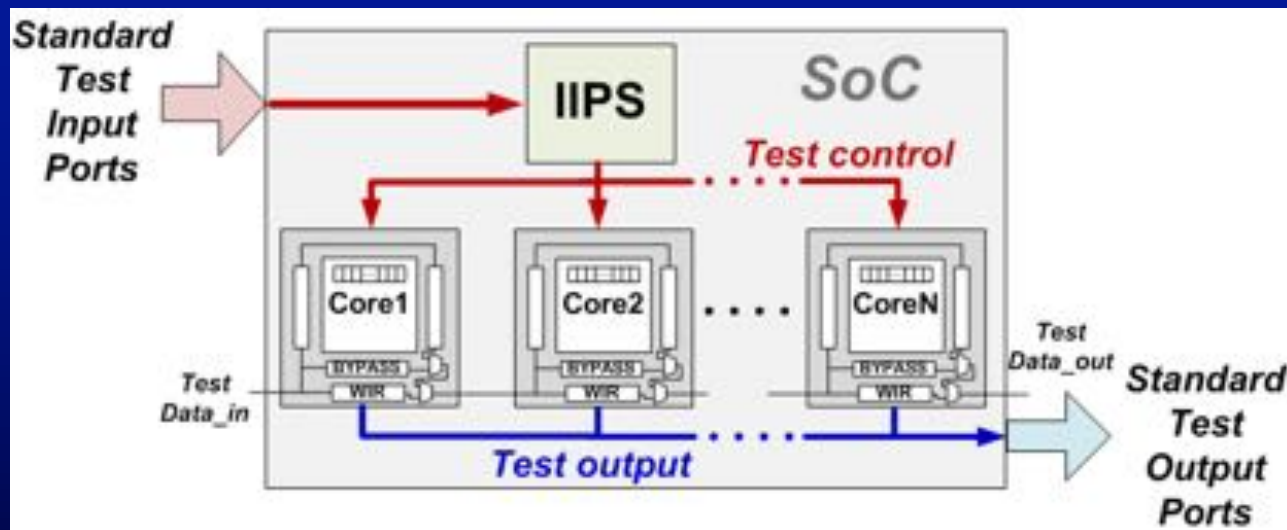 Standard
Test
Input
Ports
IIPS
SoC
Test control
Core1
Core2
CoreN
BYPASS
BYPASS
BYPASS
WIR
WIR
WIR
Test
Data_in
Test
Data_out
Test output
Standard
Test
Output
Ports